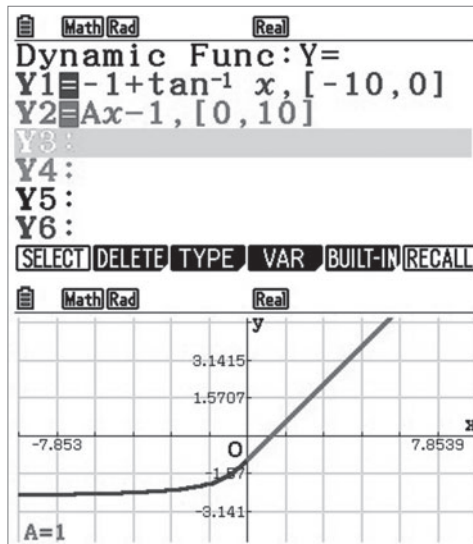 Math Rad Real
Dynamic Func:Y=
Y1=-1+tan⁻¹ x,[-10,0]
Y2=Ax-1,[0,10]
Y3:
Y4:
Y5:
Y6:
SELECT DELETE TYPE VAR BUILT-IN RECALL
Math Rad Real
y
3.1415
1.5707
x
-7.853 O 7.8539
-1.57
-3.141
A=1